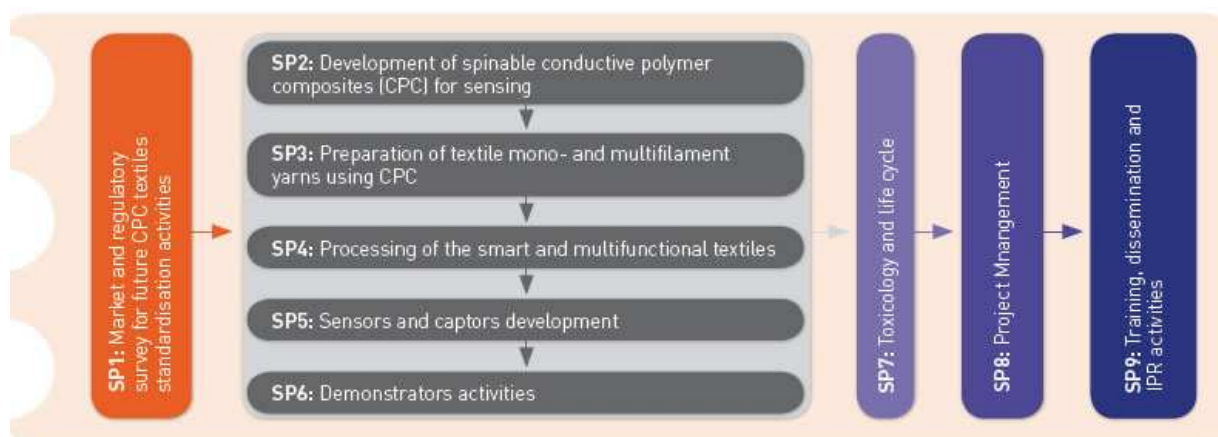 SP1: Market and regulatory
survey for future CPC textiles
standardisation activities
SP2: Development of spinable conductive polymer
composites (CPC) for sensing
SP3: Preparation of textile mono- and multifilament
yarns using CPC
SP4: Processing of the smart and multifunctional textiles
SP5: Sensors and captors development
SP6: Demonstrators activities
SP7: Toxicology and life cycle
SP8: Project Mnangement
SP9: Training, dissemination and
IPR activities